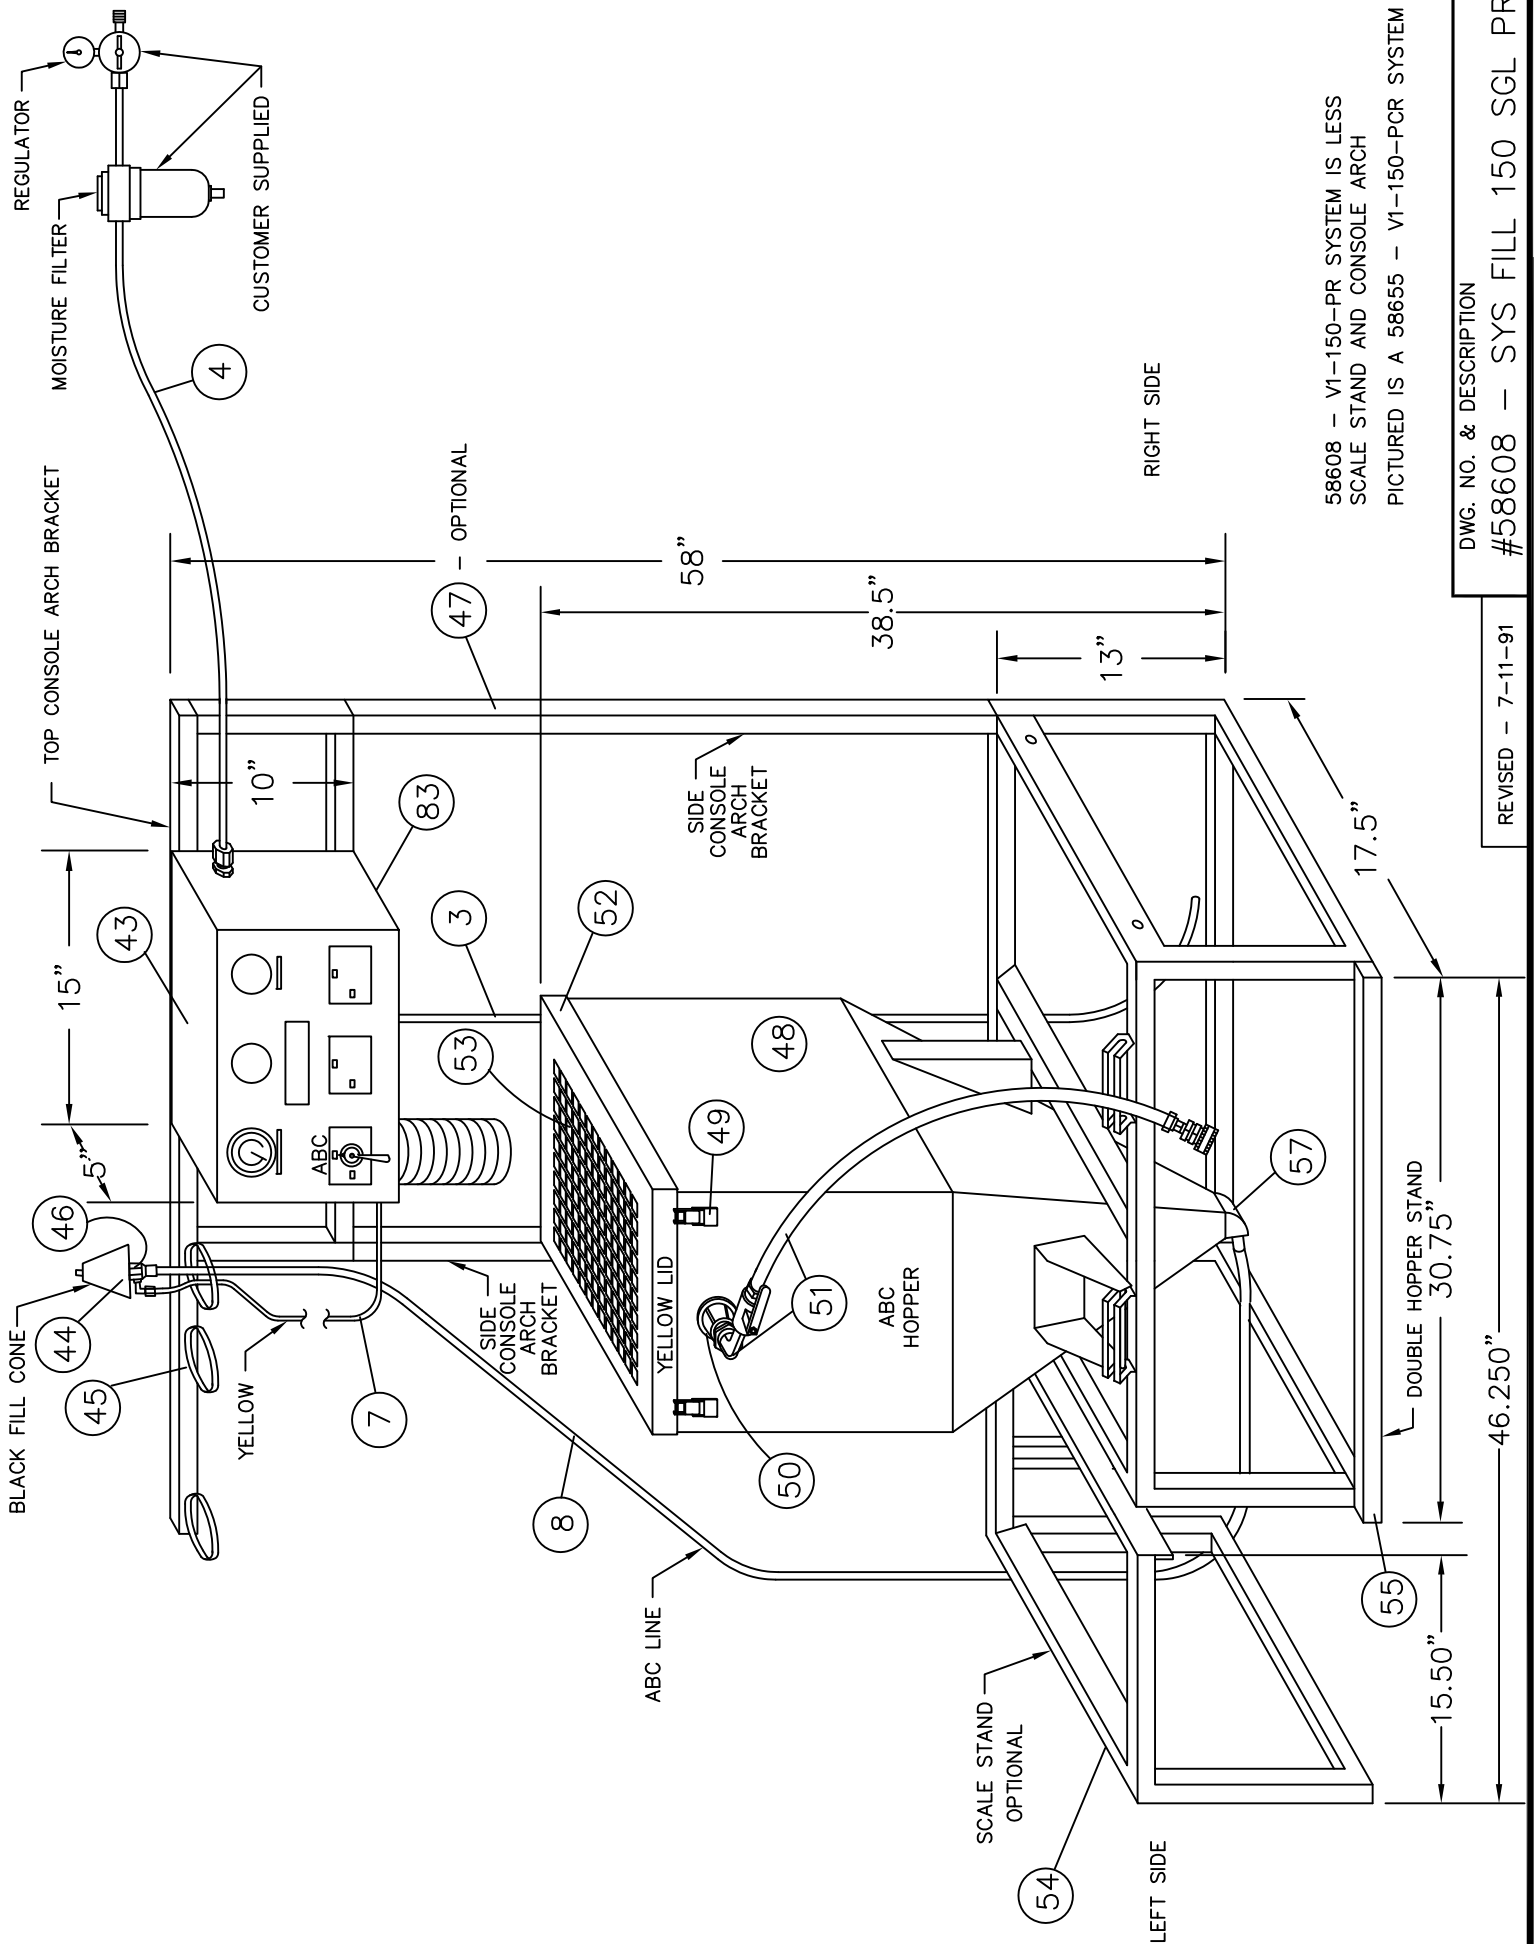 REGULATOR
MOISTURE FILTER
CUSTOMER SUPPLIED
4
TOP CONSOLE ARCH BRACKET
47 - OPTIONAL
58"
38.5"
13"
10"
15"
5"
43
83
3
52
53
48
49
ABC
46
44
45
BLACK FILL CONE
YELLOW
7
8
SIDE
CONSOLE
ARCH
BRACKET
SIDE
CONSOLE
ARCH
BRACKET
YELLOW LID
ABC
HOPPER
50
51
57
ABC LINE
SCALE STAND
OPTIONAL
54
55
DOUBLE HOPPER STAND
17.5"
30.75"
15.50"
46.250"
LEFT SIDE
RIGHT SIDE
58608 - V1-150-PR SYSTEM IS LESS
SCALE STAND AND CONSOLE ARCH
PICTURED IS A 58655 - V1-150-PCR SYSTEM
REVISED - 7-11-91
DWG. NO. & DESCRIPTION
#58608 - SYS FILL 150 SGL PR